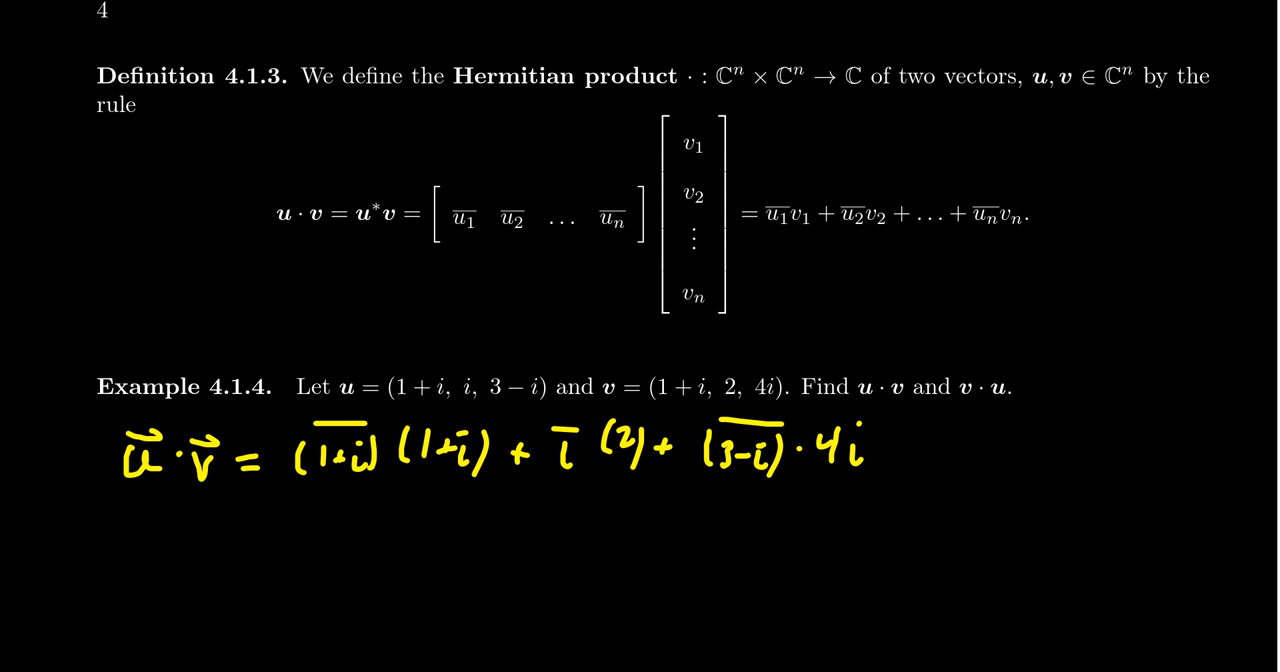 4
Definition 4.1.3. We define the Hermitian product · : ℂⁿ × ℂⁿ → ℂ of two vectors, u, v ∈ ℂⁿ by the
rule
u · v = u*v = [ u̅₁ u̅₂ … u̅ₙ ] [ v₁ v₂ ⋮ vₙ ] = u̅₁v₁ + u̅₂v₂ + … + u̅ₙvₙ.
Example 4.1.4. Let u = (1 + i, i, 3 − i) and v = (1 + i, 2, 4i). Find u · v and v · u.
u⃗ · v⃗ = (1̅+̅i̅)(1+i) + i̅ (2) + (3̅−̅i̅) · 4i